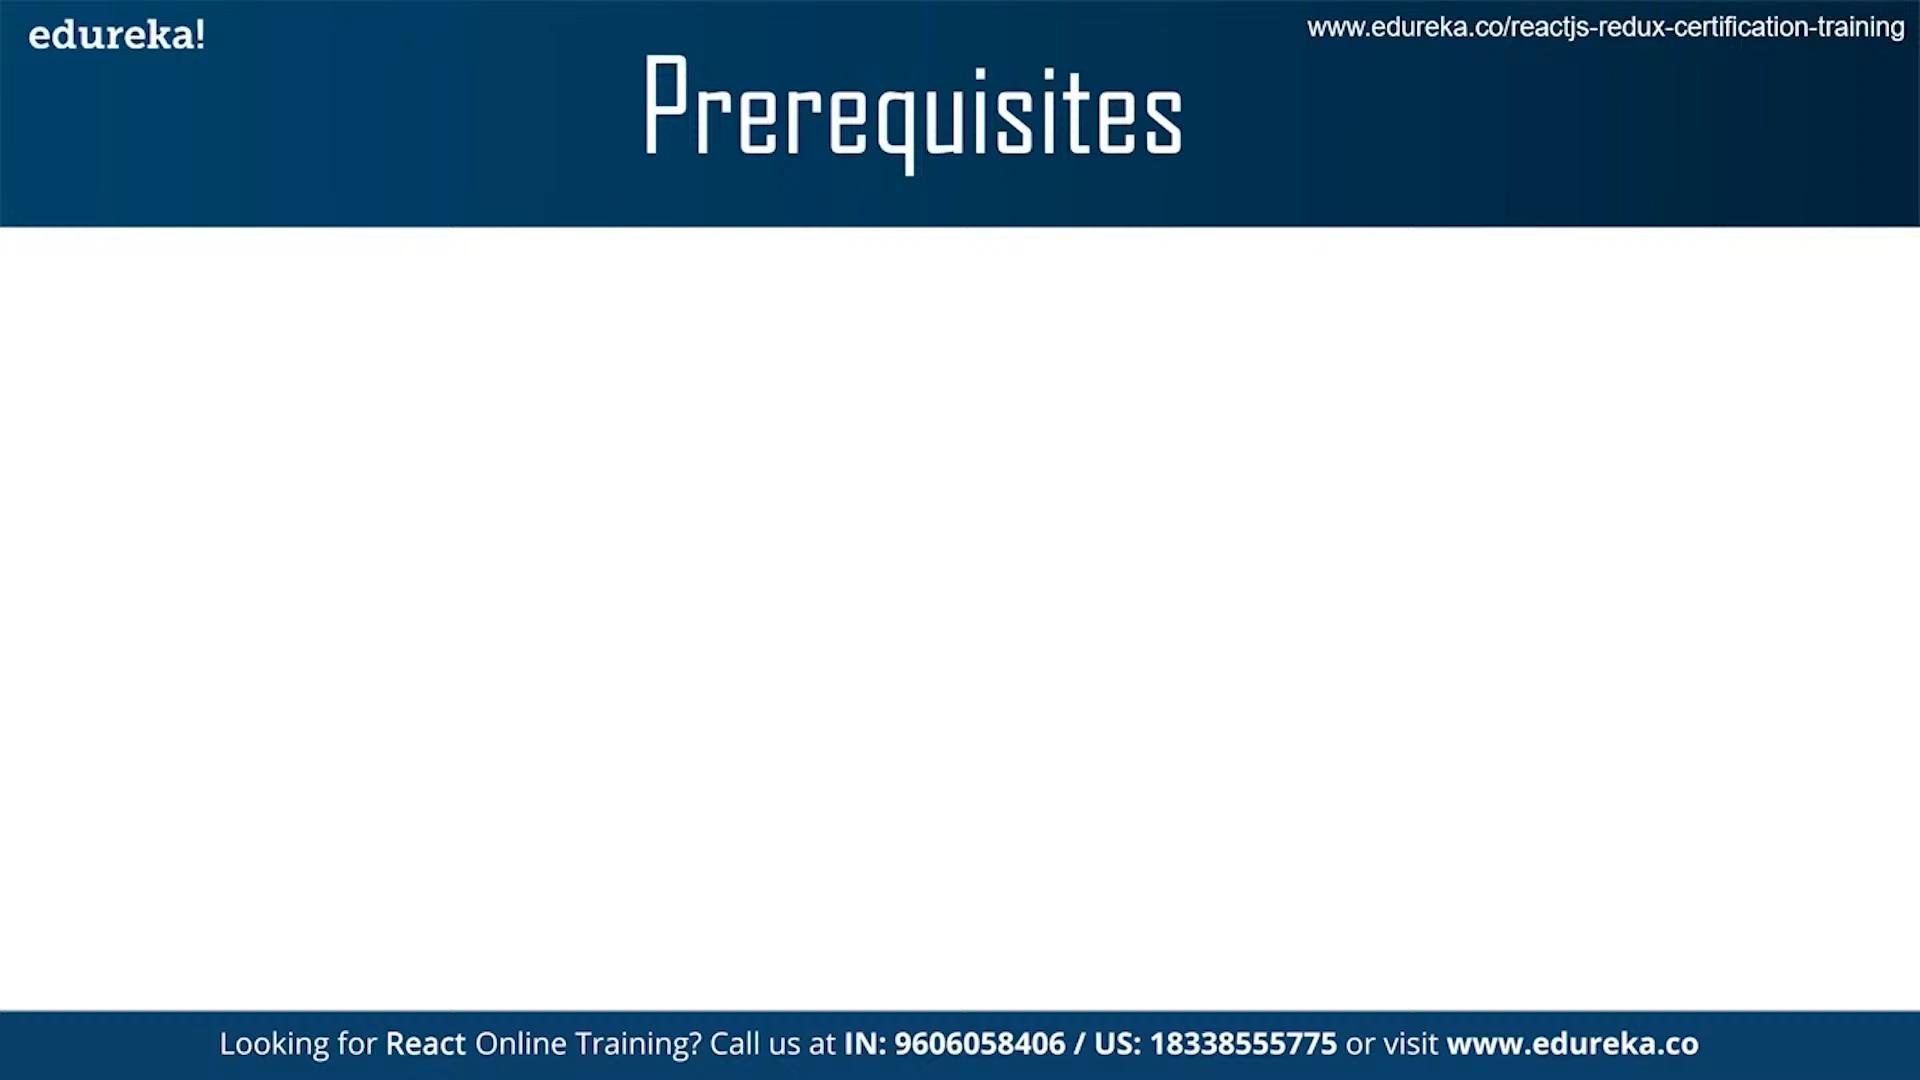 edureka!
www.edureka.co/reactjs-redux-certification-training
Prerequisites
Looking for React Online Training? Call us at IN: 9606058406 / US: 18338555775 or visit www.edureka.co